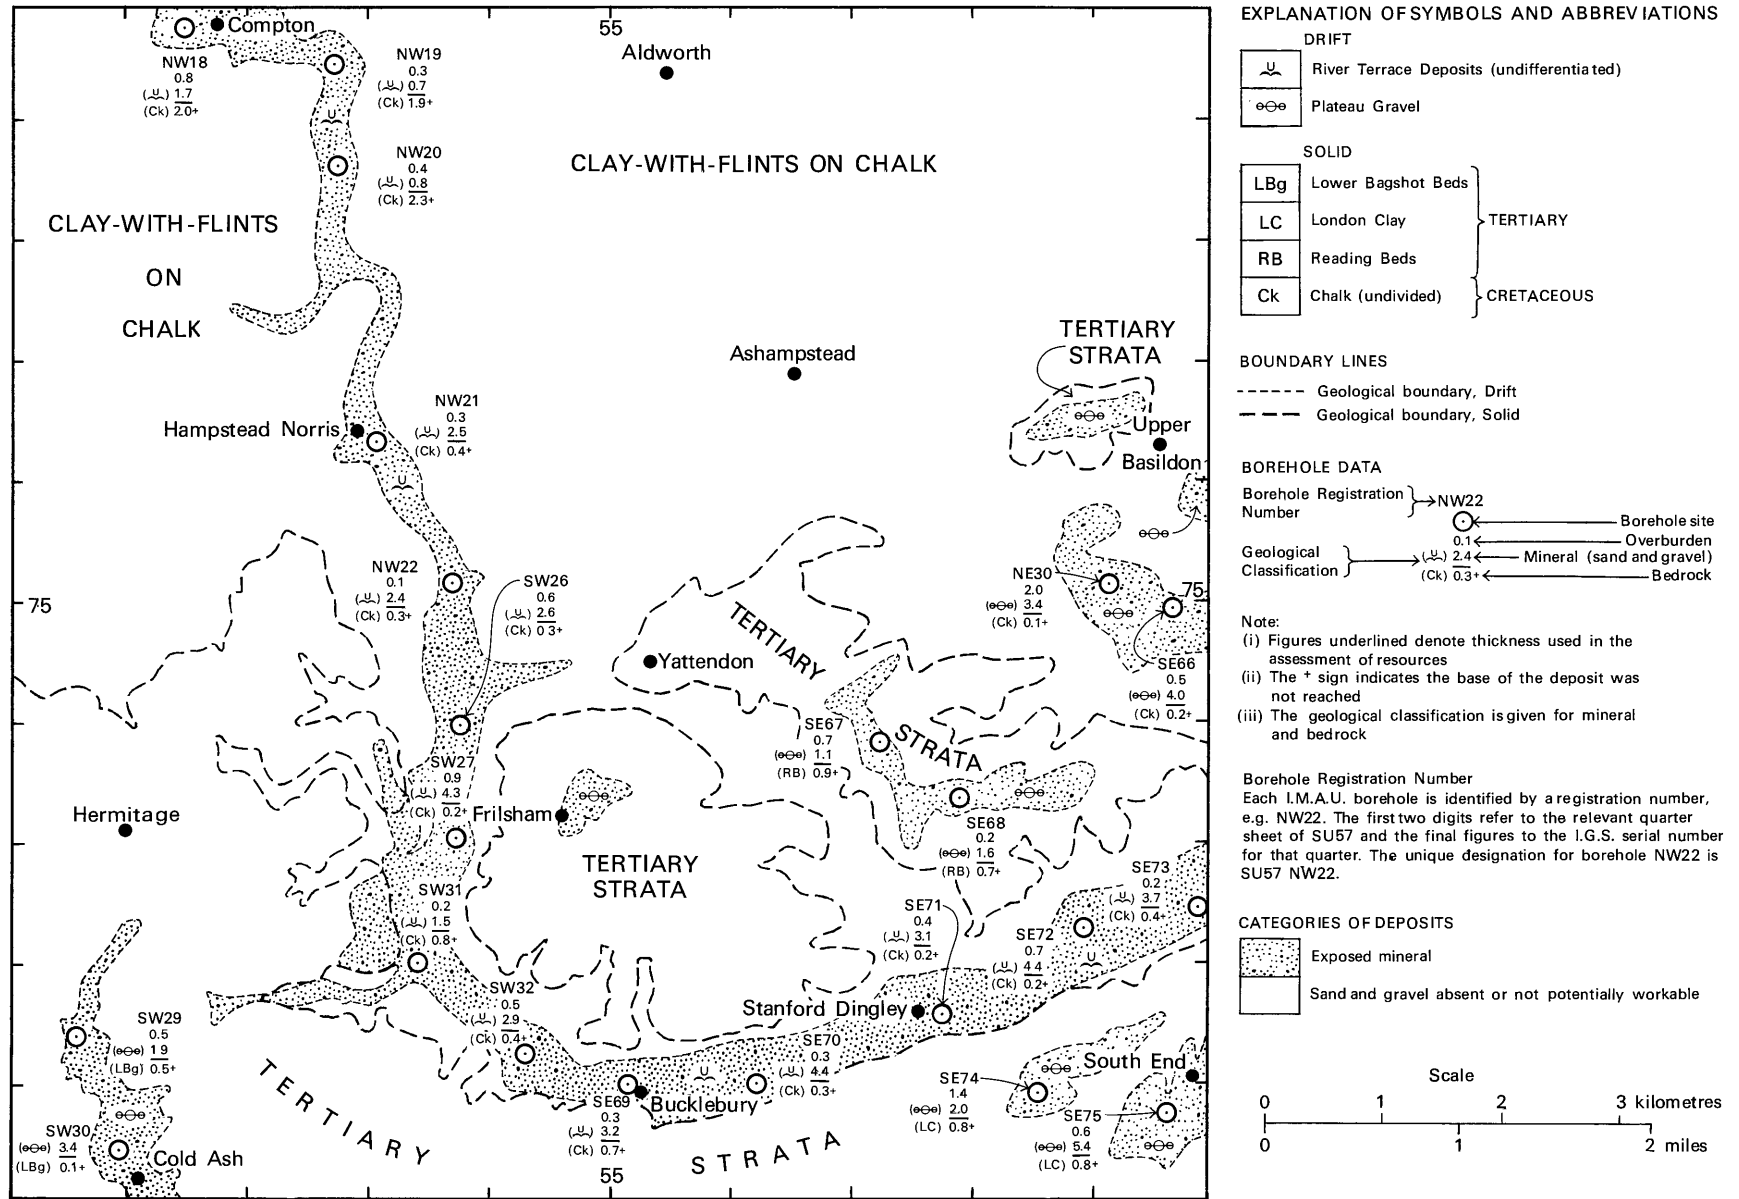 55
Compton
Aldworth
NW18
0.8
(U) 1.7
(Ck) 2.0+
NW19
0.3
(U) 0.7
(Ck) 1.9+
U
NW20
0.4
(U) 0.8
(Ck) 2.3+
CLAY-WITH-FLINTS ON CHALK
CLAY-WITH-FLINTS
ON
CHALK
TERTIARY
STRATA
Ashampstead
Hampstead Norris
NW21
0.3
(U) 2.5
(Ck) 0.4+
U
Upper
Basildon
NW22
0.1
(U) 2.4
(Ck) 0.3+
SW26
0.6
(U) 2.6
(Ck) 0 3+
NE30
2.0
3.4
(Ck) 0.1+
75
75
TERTIARY
STRATA
Yattendon
SE66
0.5
4.0
(Ck) 0.2+
SE67
0.7
1.1
(RB) 0.9+
SW27
0.9
(U) 4.3
(Ck) 0.2+
Hermitage
Frilsham
SE68
0.2
1.6
(RB) 0.7+
TERTIARY
STRATA
SW31
0.2
(U) 1.5
(Ck) 0.8+
SE71
0.4
(U) 3.1
(Ck) 0.2+
SE73
0.2
(U) 3.7
(Ck) 0.4+
SE72
0.7
(U) 4 4
(Ck) 0.2+
U
SW32
0.5
(U) 2.9
(Ck) 0.4+
Stanford Dingley
SW29
0.5
1 9
(LBg) 0.5+
SE70
0.3
(U) 4.4
(Ck) 0.3+
U
South End
SE74
1.4
2.0
(LC) 0.8+
SE69
0.3
(U) 3.2
(Ck) 0.7+
Bucklebury
SE75
0.6
5.4
(LC) 0.8+
SW30
3.4
(LBg) 0.1+
Cold Ash
TERTIARY
STRATA
55
EXPLANATION OF SYMBOLS AND ABBREVIATIONS
DRIFT
U River Terrace Deposits (undifferentiated)
Plateau Gravel
SOLID
LBg Lower Bagshot Beds
LC London Clay
TERTIARY
RB Reading Beds
Ck Chalk (undivided)
CRETACEOUS
BOUNDARY LINES
Geological boundary, Drift
Geological boundary, Solid
BOREHOLE DATA
Borehole Registration
Number
NW22
Borehole site
0.1 Overburden
Geological
Classification
(U) 2.4 Mineral (sand and gravel)
(Ck) 0.3+ Bedrock
Note:
(i) Figures underlined denote thickness used in the
assessment of resources
(ii) The + sign indicates the base of the deposit was
not reached
(iii) The geological classification is given for mineral
and bedrock
Borehole Registration Number
Each I.M.A.U. borehole is identified by a registration number,
e.g. NW22. The first two digits refer to the relevant quarter
sheet of SU57 and the final figures to the I.G.S. serial number
for that quarter. The unique designation for borehole NW22 is
SU57 NW22.
CATEGORIES OF DEPOSITS
Exposed mineral
Sand and gravel absent or not potentially workable
Scale
0 1 2 3 kilometres
0 1 2 miles